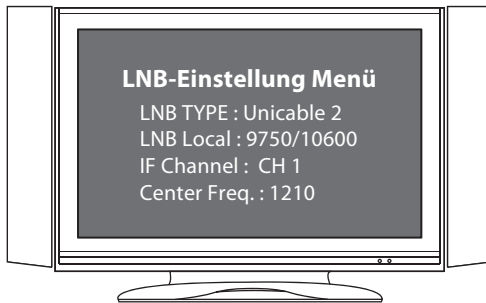 LNB-Einstellung Menü
LNB TYPE : Unicable 2
LNB Local : 9750/10600
IF Channel :  CH 1
Center Freq. : 1210